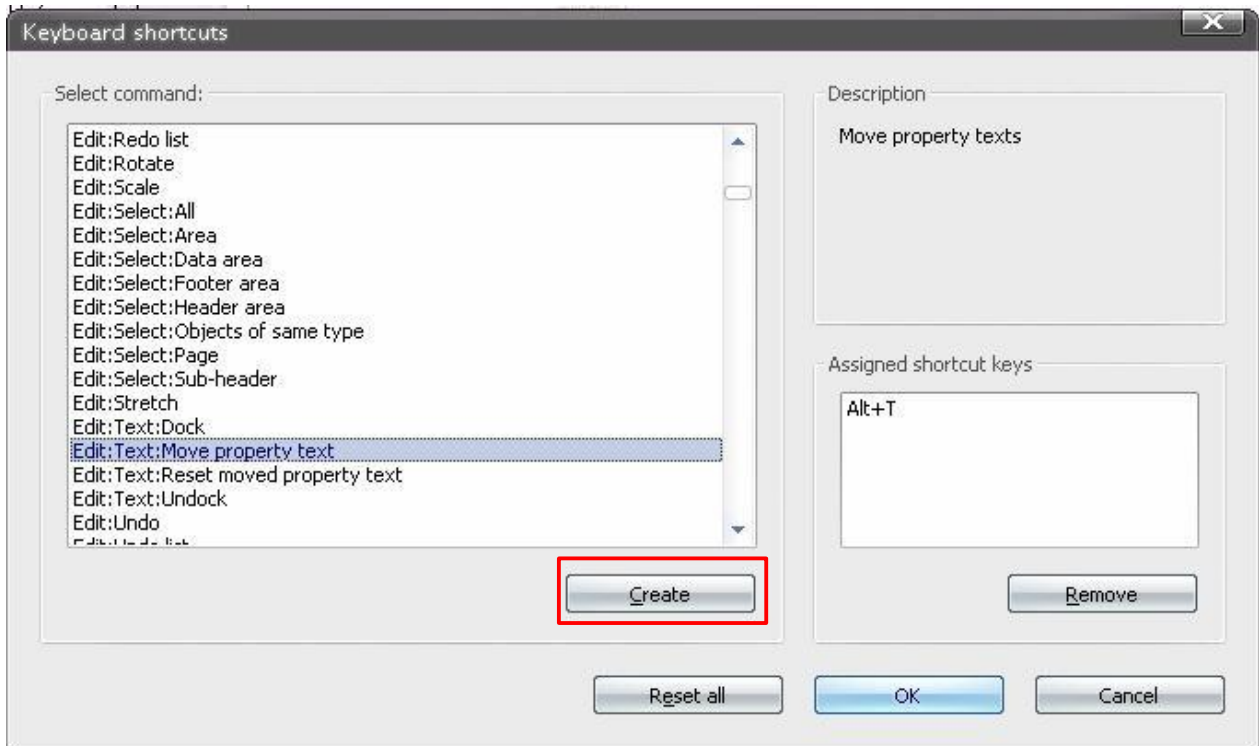 Keyboard shortcuts
Select command:
Edit:Redo list
Edit:Rotate
Edit:Scale
Edit:Select:All
Edit:Select:Area
Edit:Select:Data area
Edit:Select:Footer area
Edit:Select:Header area
Edit:Select:Objects of same type
Edit:Select:Page
Edit:Select:Sub-header
Edit:Stretch
Edit:Text:Dock
Edit:Text:Move property text
Edit:Text:Reset moved property text
Edit:Text:Undock
Edit:Undo
Create
Description
Move property texts
Assigned shortcut keys
Alt+T
Remove
Reset all
OK
Cancel